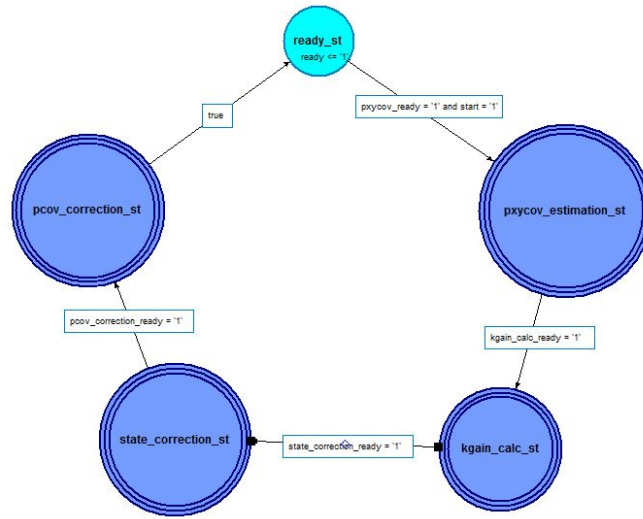 ready_st
ready <= '1'
true
pxycov_ready = '1' and start = '1'
pcov_correction_st
pxycov_estimation_st
pcov_correction_ready = '1'
kgain_calc_ready = '1'
state_correction_st
state_correction_ready = '1'
kgain_calc_st